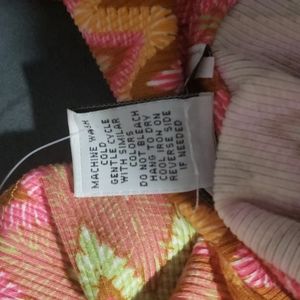 MACHINE WASH
COLD
GENTLE CYCLE
WITH SIMILAR
COLORS
DO NOT BLEACH
HANG TO DRY
COOL IRON ON
REVERSE SIDE
IF NEEDED